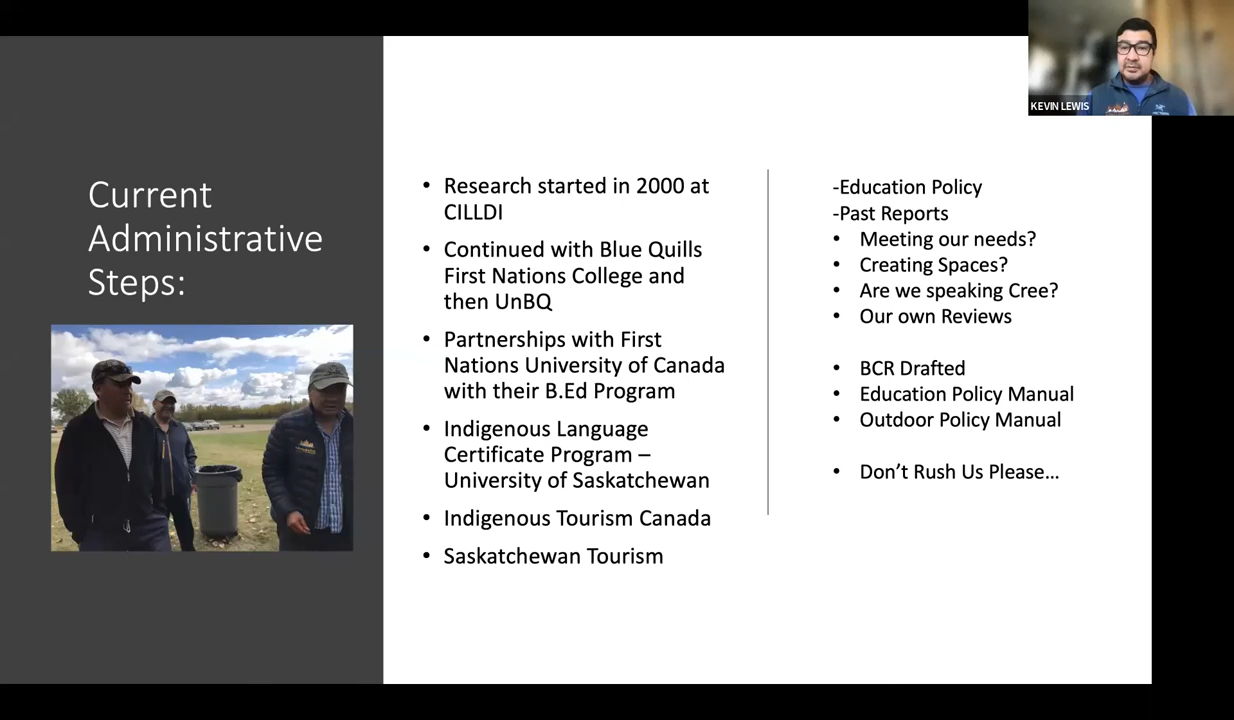 KEVIN LEWIS
Current
Administrative
Steps:
• Research started in 2000 at
CILLDI
• Continued with Blue Quills
First Nations College and
then UnBQ
• Partnerships with First
Nations University of Canada
with their B.Ed Program
• Indigenous Language
Certificate Program –
University of Saskatchewan
• Indigenous Tourism Canada
• Saskatchewan Tourism
-Education Policy
-Past Reports
• Meeting our needs?
• Creating Spaces?
• Are we speaking Cree?
• Our own Reviews
• BCR Drafted
• Education Policy Manual
• Outdoor Policy Manual
• Don’t Rush Us Please…